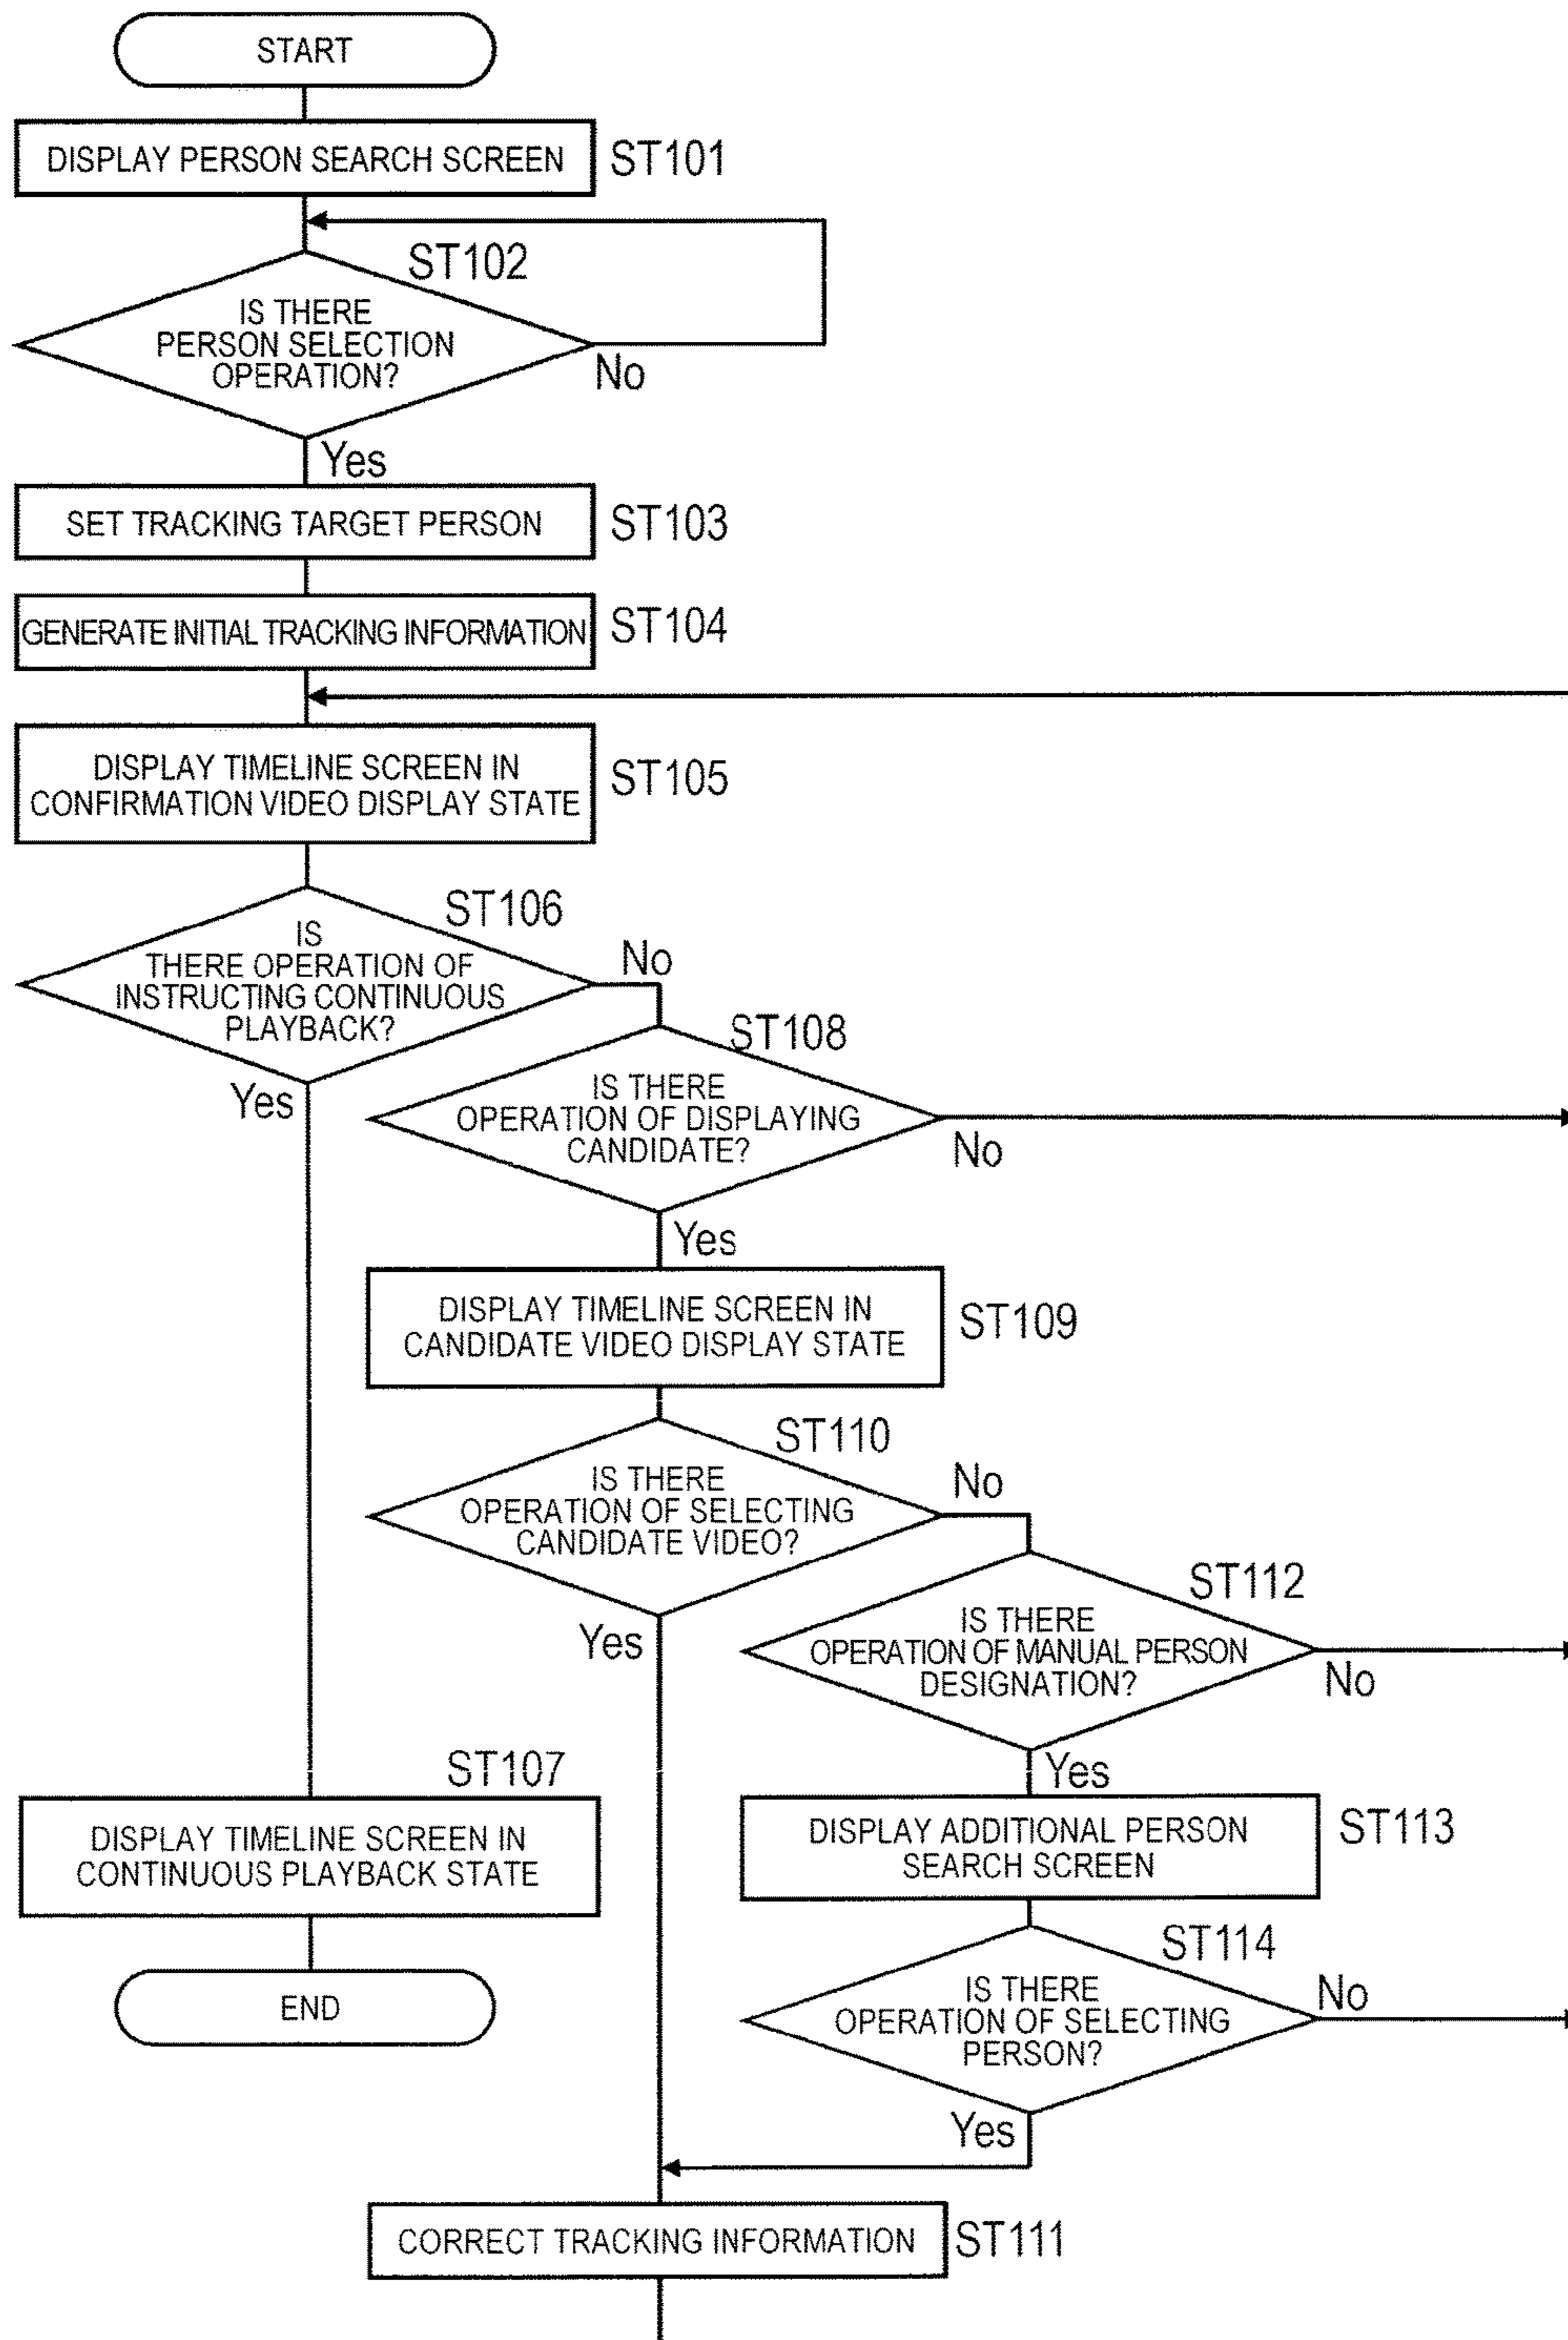 START
DISPLAY PERSON SEARCH SCREEN
ST101
ST102
IS THERE
PERSON SELECTION
OPERATION?
No
Yes
SET TRACKING TARGET PERSON
ST103
GENERATE INITIAL TRACKING INFORMATION
ST104
DISPLAY TIMELINE SCREEN IN
CONFIRMATION VIDEO DISPLAY STATE
ST105
ST106
IS
THERE OPERATION OF
INSTRUCTING CONTINUOUS
PLAYBACK?
No
Yes
ST108
IS THERE
OPERATION OF DISPLAYING
CANDIDATE?
No
Yes
DISPLAY TIMELINE SCREEN IN
CANDIDATE VIDEO DISPLAY STATE
ST109
ST110
IS THERE
OPERATION OF SELECTING
CANDIDATE VIDEO?
No
Yes
ST112
IS THERE
OPERATION OF MANUAL PERSON
DESIGNATION?
No
Yes
ST107
DISPLAY TIMELINE SCREEN IN
CONTINUOUS PLAYBACK STATE
END
DISPLAY ADDITIONAL PERSON
SEARCH SCREEN
ST113
ST114
IS THERE
OPERATION OF SELECTING
PERSON?
No
Yes
CORRECT TRACKING INFORMATION
ST111